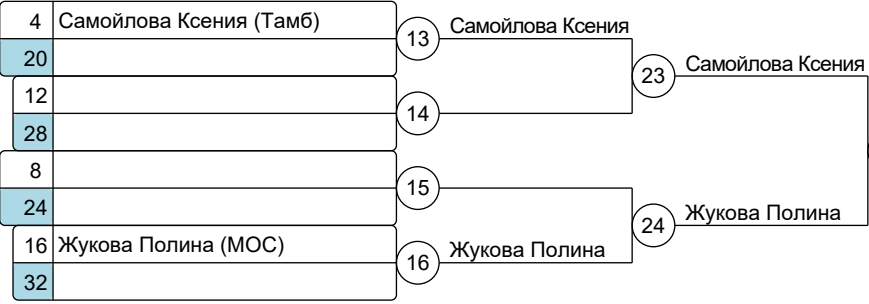 4 Самойлова Ксения (Тамб)
20
13 Самойлова Ксения
12
28
14
23 Самойлова Ксения
8
24
15
16 Жукова Полина (МОС)
32
16 Жукова Полина
24 Жукова Полина